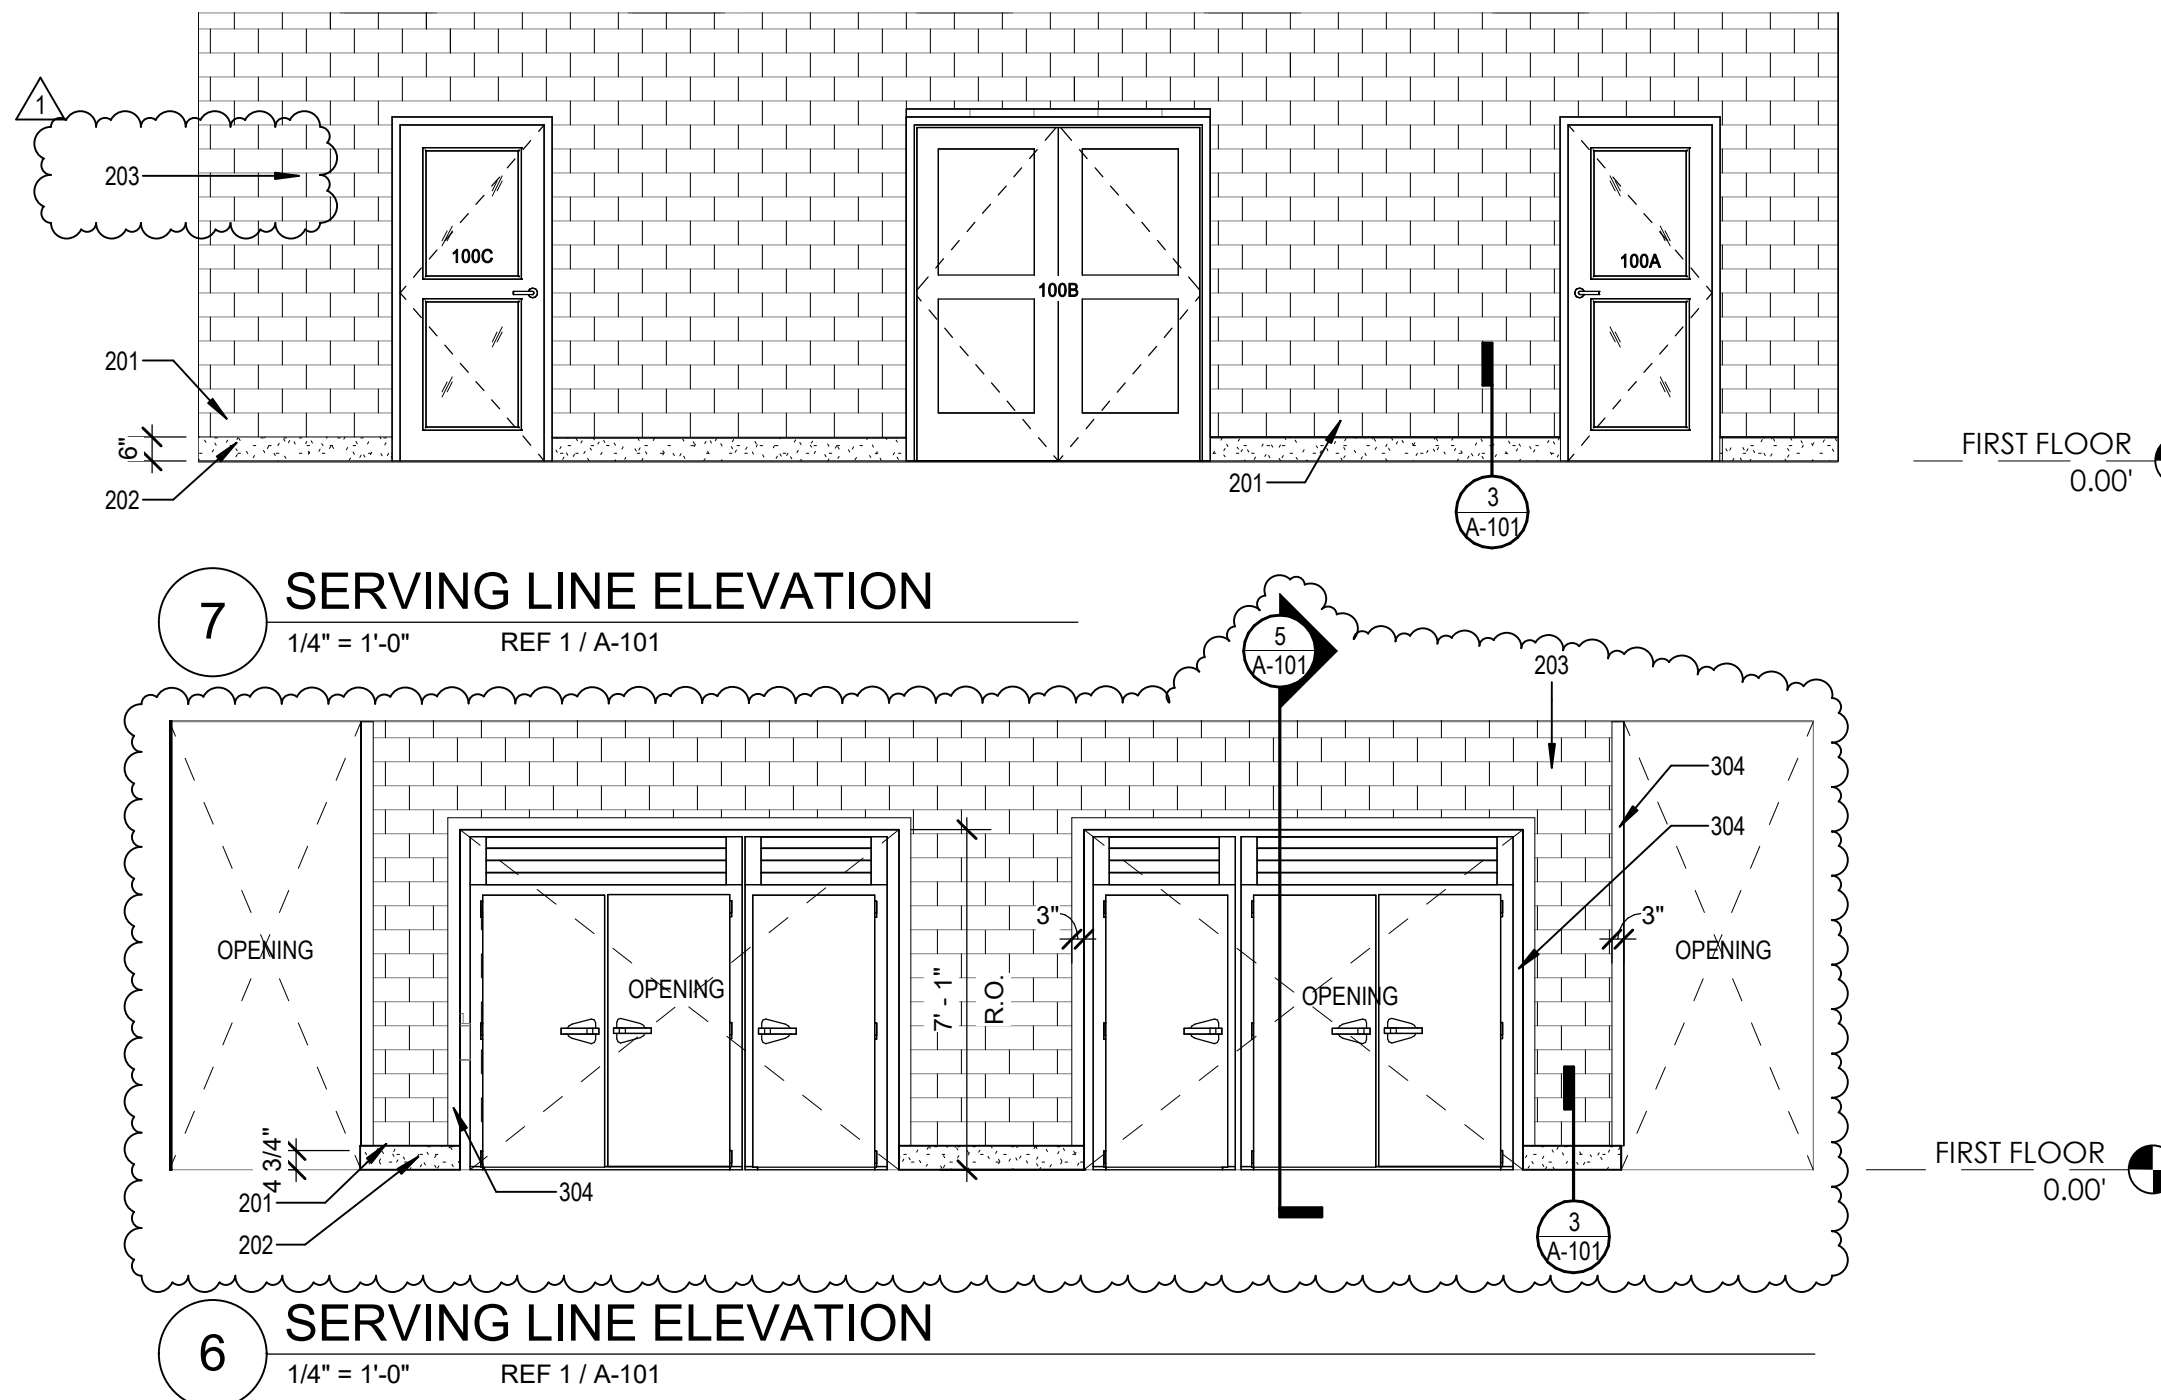 1
203
100C
100B
100A
201
6"
202
201
3
A-101
FIRST FLOOR
0.00'
7
SERVING LINE ELEVATION
1/4" = 1'-0" REF 1 / A-101
5
A-101
203
304
304
3"
3"
OPENING
OPENING
7' - 1"
R.O.
OPENING
OPENING
4 3/4"
201
202
304
3
A-101
FIRST FLOOR
0.00'
6
SERVING LINE ELEVATION
1/4" = 1'-0" REF 1 / A-101